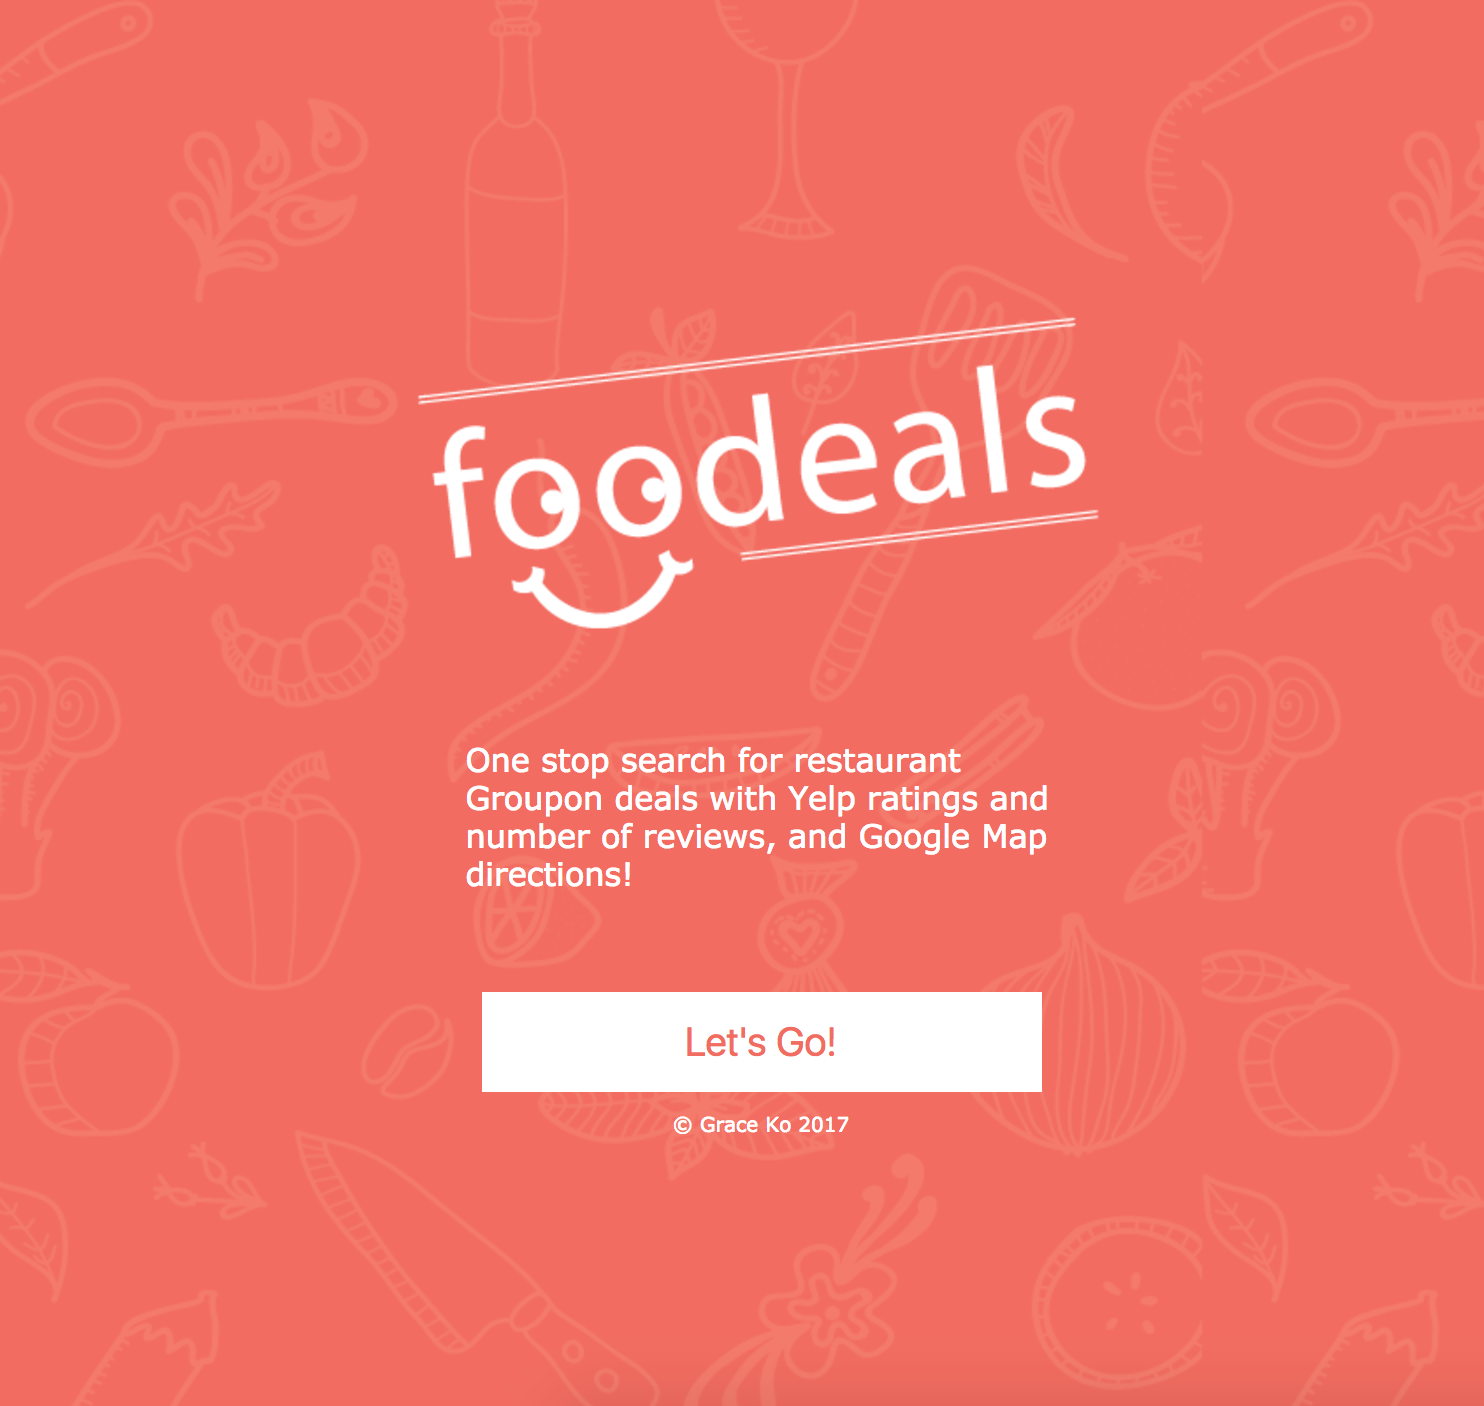 foodeals
One stop search for restaurant
Groupon deals with Yelp ratings and
number of reviews, and Google Map
directions!
Let's Go!
© Grace Ko 2017